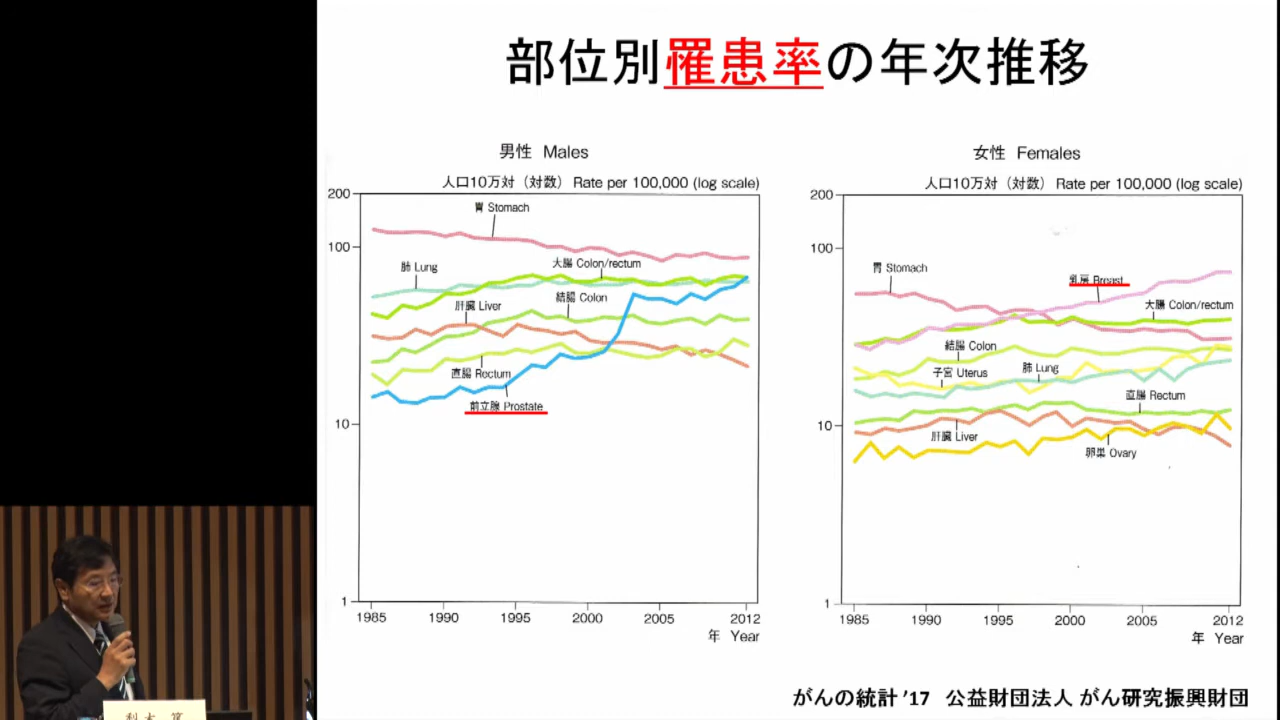 部位別罹患率の年次推移
男性 Males
人口10万対（対数） Rate per 100,000 (log scale)
200
100
10
1
胃 Stomach
肺 Lung
大腸 Colon/rectum
肝臓 Liver
結腸 Colon
直腸 Rectum
前立腺 Prostate
1985 1990 1995 2000 2005 2012
年 Year
女性 Females
人口10万対（対数） Rate per 100,000 (log scale)
200
100
10
1
胃 Stomach
乳房 Breast
大腸 Colon/rectum
結腸 Colon
子宮 Uterus
肺 Lung
直腸 Rectum
肝臓 Liver
卵巣 Ovary
1985 1990 1995 2000 2005 2012
年 Year
がんの統計 '17 公益財団法人 がん研究振興財団